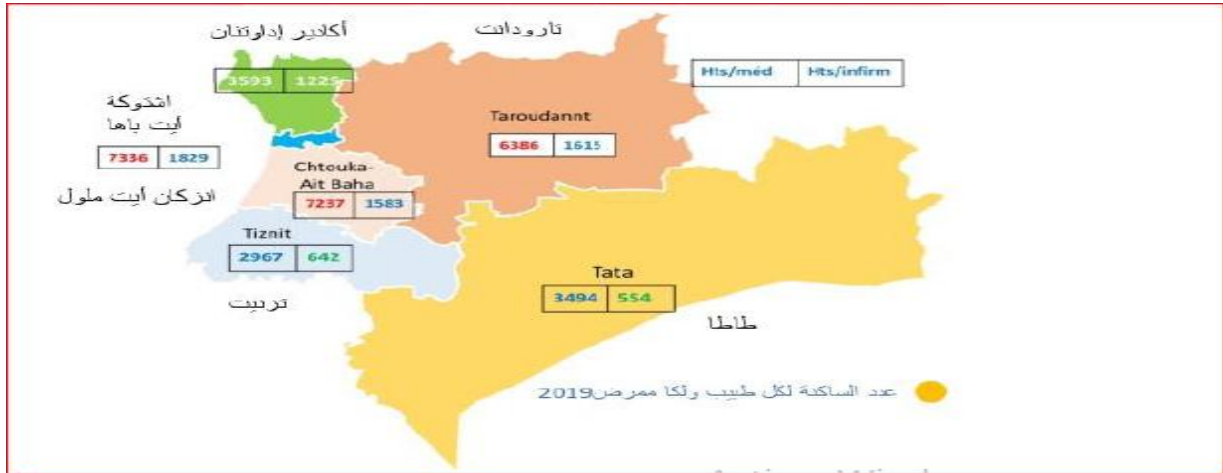 أكادير إداوتنان
تارودانت
3593 1225
Hts/méd Hts/infirm
اشتوكة
أيت باها
7336 1829
Taroudannt
6386 1615
Chtouka-
Ait Baha
7237 1583
انزكان أيت ملول
Tiznit
2967 642
تزنيت
Tata
3494 554
طاطا
عدد الساكنة لكل طبيب ولكا ممرض2019